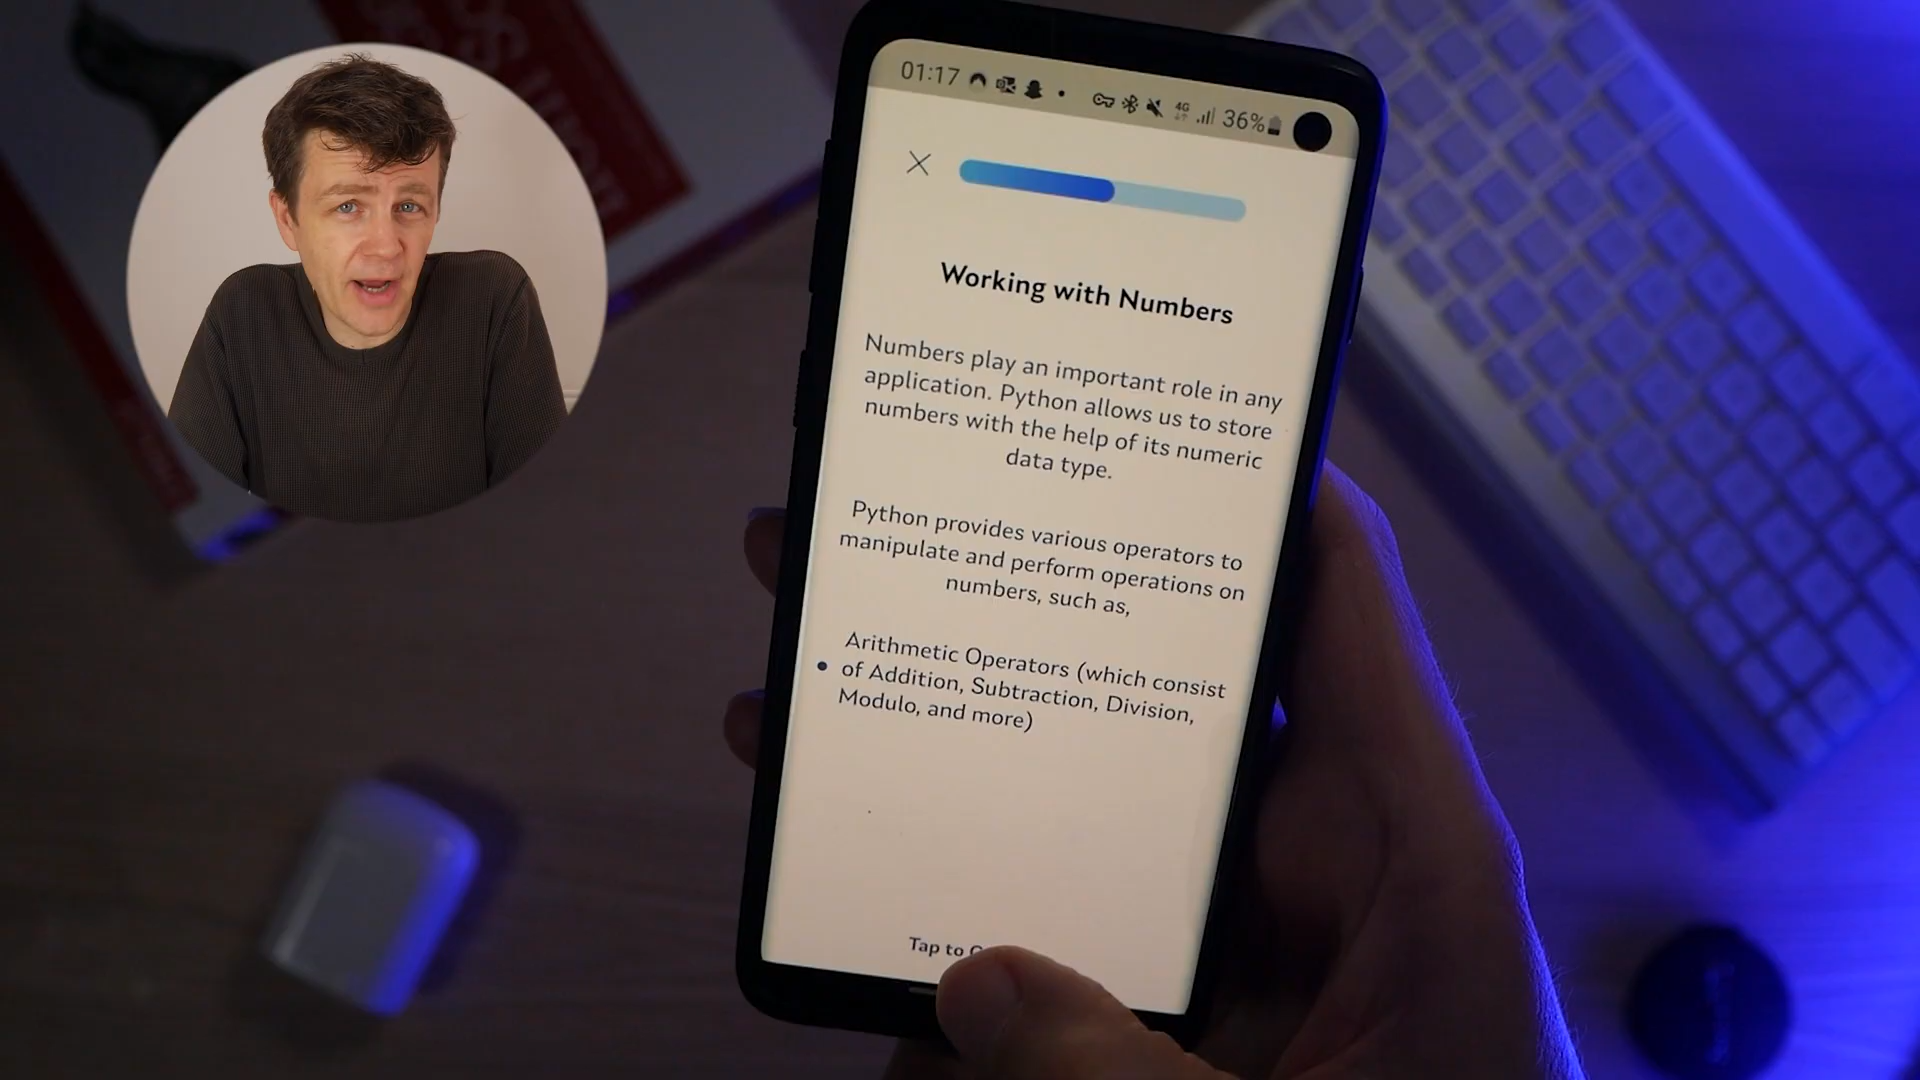 01:17
4G
36%
Working with Numbers
Numbers play an important role in any
application. Python allows us to store
numbers with the help of its numeric
data type.
Python provides various operators to
manipulate and perform operations on
numbers, such as,
• Arithmetic Operators (which consist
of Addition, Subtraction, Division,
Modulo, and more)
Tap to